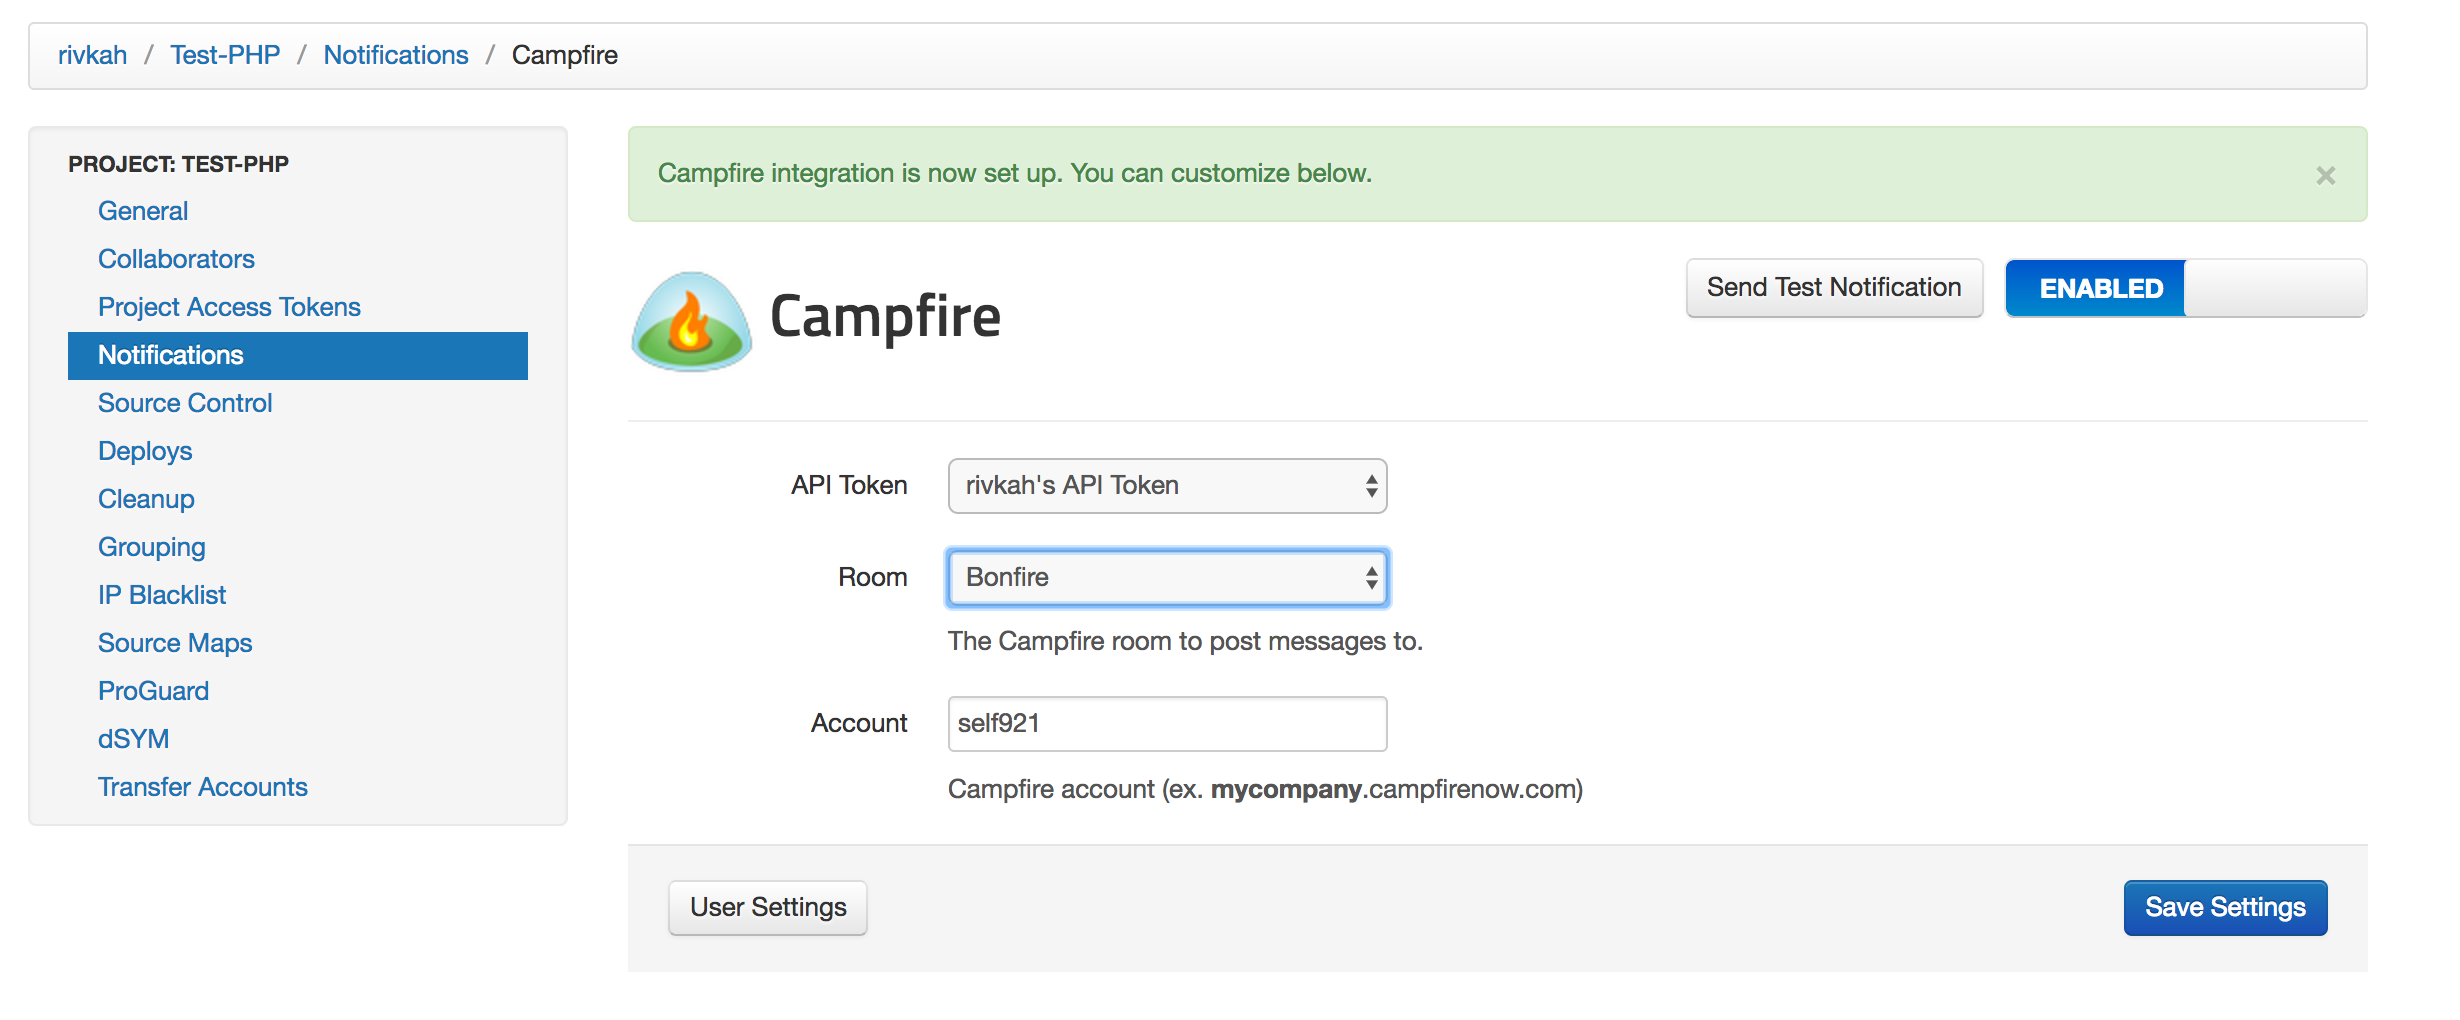 rivkah / Test-PHP / Notifications / Campfire
PROJECT: TEST-PHP
General
Collaborators
Project Access Tokens
Notifications
Source Control
Deploys
Cleanup
Grouping
IP Blacklist
Source Maps
ProGuard
dSYM
Transfer Accounts
Campfire integration is now set up. You can customize below. ×
Campfire
Send Test Notification
ENABLED
API Token rivkah's API Token
Room Bonfire
The Campfire room to post messages to.
Account self921
Campfire account (ex. mycompany.campfirenow.com)
User Settings
Save Settings